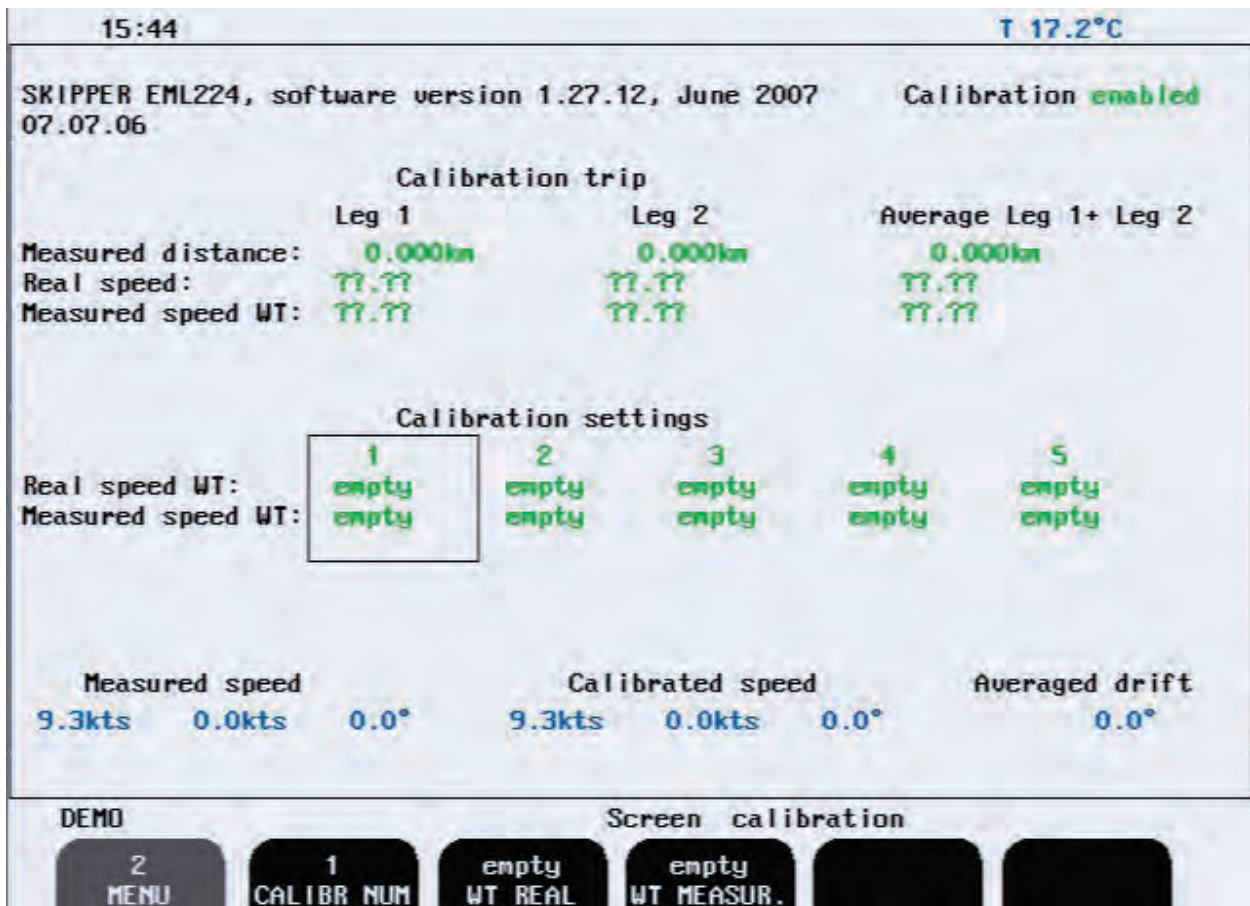 15:44 T 17.2°C
SKIPPER EML224, software version 1.27.12, June 2007 Calibration enabled
07.07.06
Calibration trip
Leg 1 Leg 2 Average Leg 1+ Leg 2
Measured distance: 0.000km 0.000km 0.000km
Real speed: ??.?? ??.?? ??.??
Measured speed WT: ??.?? ??.?? ??.??
Calibration settings
1 2 3 4 5
Real speed WT: empty empty empty empty empty
Measured speed WT: empty empty empty empty empty
Measured speed Calibrated speed Averaged drift
9.3kts 0.0kts 0.0° 9.3kts 0.0kts 0.0° 0.0°
DEMO Screen calibration
2 1 empty empty
MENU CALIBR NUM WT REAL WT MEASUR.